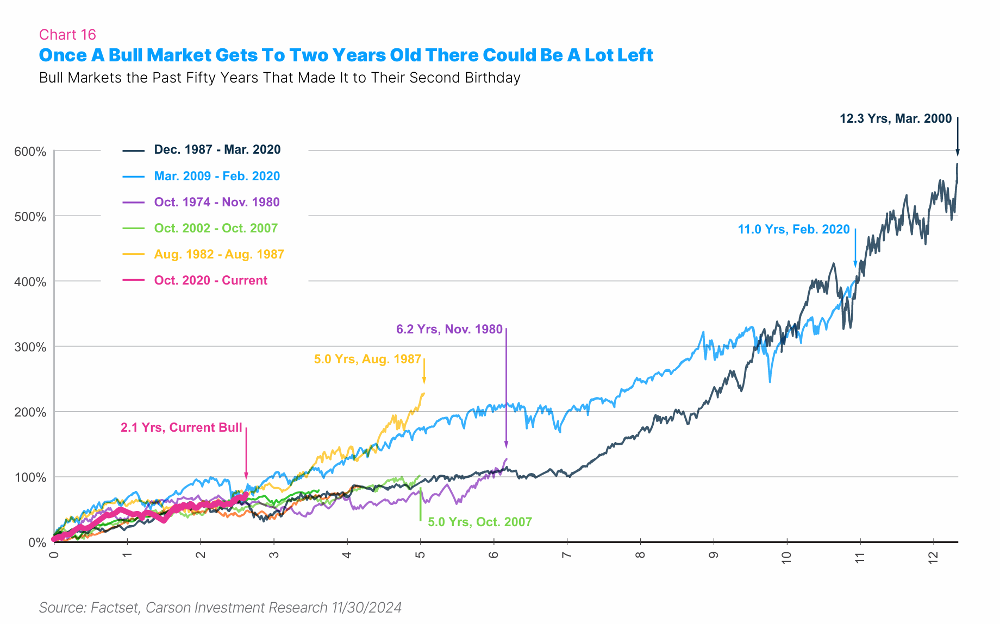 Chart 16
Once A Bull Market Gets To Two Years Old There Could Be A Lot Left
Bull Markets the Past Fifty Years That Made It to Their Second Birthday
12.3 Yrs, Mar. 2000
600%
Dec. 1987 - Mar. 2020
Mar. 2009 - Feb. 2020
Oct. 1974 - Nov. 1980
500%
Oct. 2002 - Oct. 2007
11.0 Yrs, Feb. 2020
Aug. 1982 - Aug. 1987
Oct. 2020 - Current
400%
6.2 Yrs, Nov. 1980
300%
5.0 Yrs, Aug. 1987
200%
2.1 Yrs, Current Bull
100%
5.0 Yrs, Oct. 2007
0%
0 1 2 3 4 5 6 7 8 9 10 11 12
Source: Factset, Carson Investment Research 11/30/2024